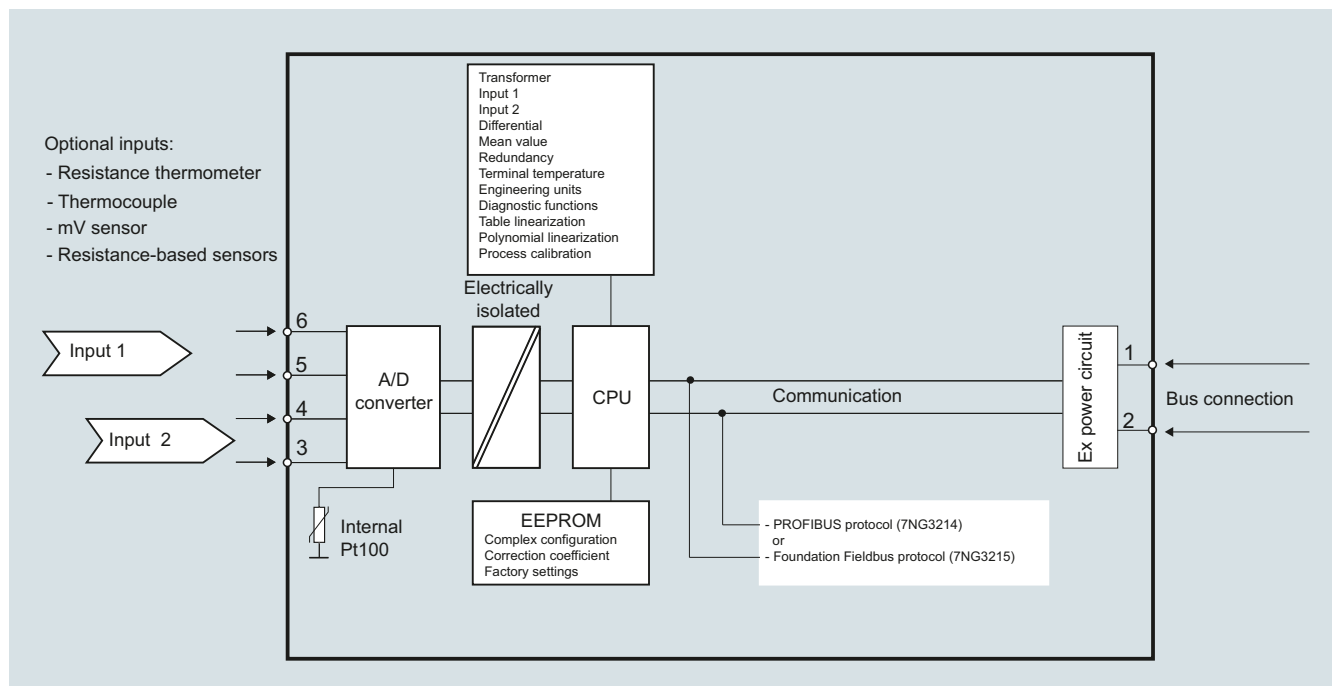 Transformer
Input 1
Input 2
Differential
Mean value
Redundancy
Terminal temperature
Engineering units
Diagnostic functions
Table linearization
Polynomial linearization
Process calibration
Optional inputs:
- Resistance thermometer
- Thermocouple
- mV sensor
- Resistance-based sensors
Electrically
isolated
Input 1
Input 2
6
5
4
3
A/D
converter
CPU
Communication
Ex power circuit
1
2
Bus connection
Internal
Pt100
EEPROM
Complex configuration
Correction coefficient
Factory settings
- PROFIBUS protocol (7NG3214)
or
- Foundation Fieldbus protocol (7NG3215)